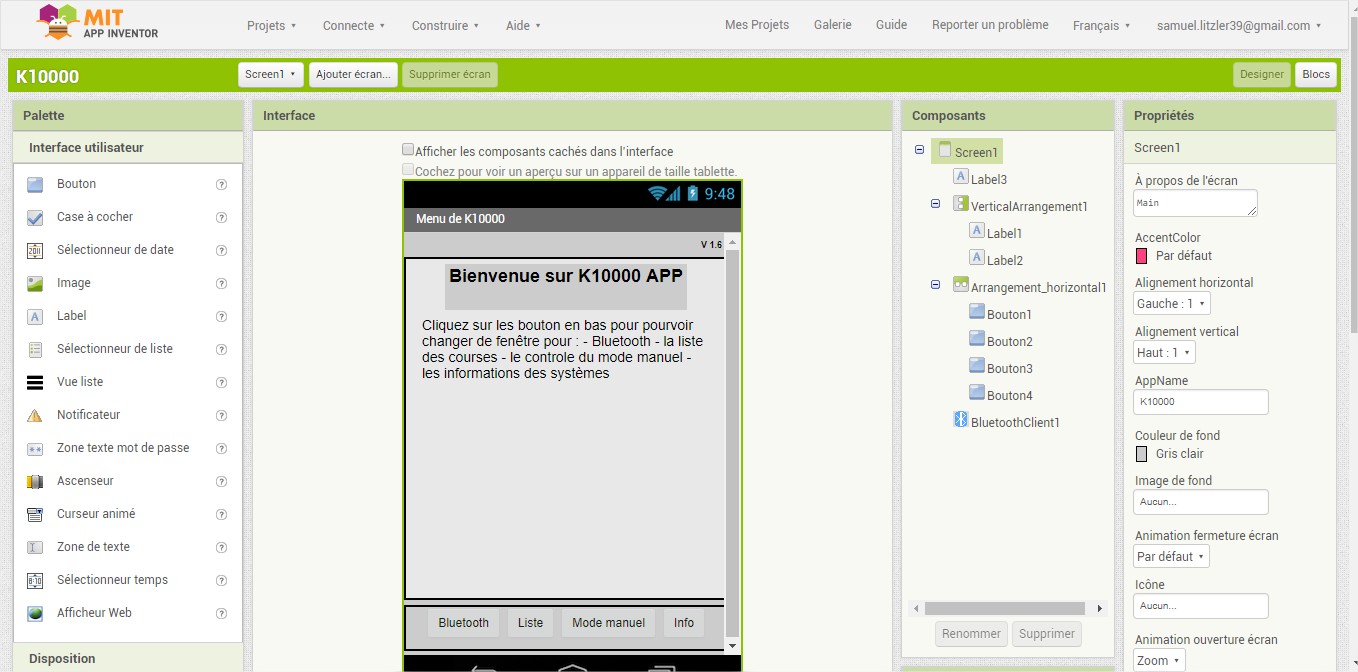 MIT
APP INVENTOR
Projets
Connecte
Construire
Aide
Mes Projets
Galerie
Guide
Reporter un problème
Français
samuel.litzler39@gmail.com
K10000
Screen1
Ajouter écran...
Supprimer écran
Designer
Blocs
Palette
Interface utilisateur
Bouton
Case à cocher
Sélectionneur de date
Image
Label
Sélectionneur de liste
Vue liste
Notificateur
Zone texte mot de passe
Ascenseur
Curseur animé
Zone de texte
Sélectionneur temps
Afficheur Web
Disposition
Interface
Afficher les composants cachés dans l'interface
Cochez pour voir un aperçu sur un appareil de taille tablette.
9:48
Menu de K10000
V 1.6
Bienvenue sur K10000 APP
Cliquez sur les bouton en bas pour pourvoir
changer de fenêtre pour : - Bluetooth - la liste
des courses - le controle du mode manuel -
les informations des systèmes
Bluetooth
Liste
Mode manuel
Info
Composants
Screen1
Label3
VerticalArrangement1
Label1
Label2
Arrangement_horizontal1
Bouton1
Bouton2
Bouton3
Bouton4
BluetoothClient1
Renommer
Supprimer
Propriétés
Screen1
À propos de l'écran
Main
AccentColor
Par défaut
Alignement horizontal
Gauche : 1
Alignement vertical
Haut : 1
AppName
K10000
Couleur de fond
Gris clair
Image de fond
Aucun...
Animation fermeture écran
Par défaut
Icône
Aucun...
Animation ouverture écran
Zoom